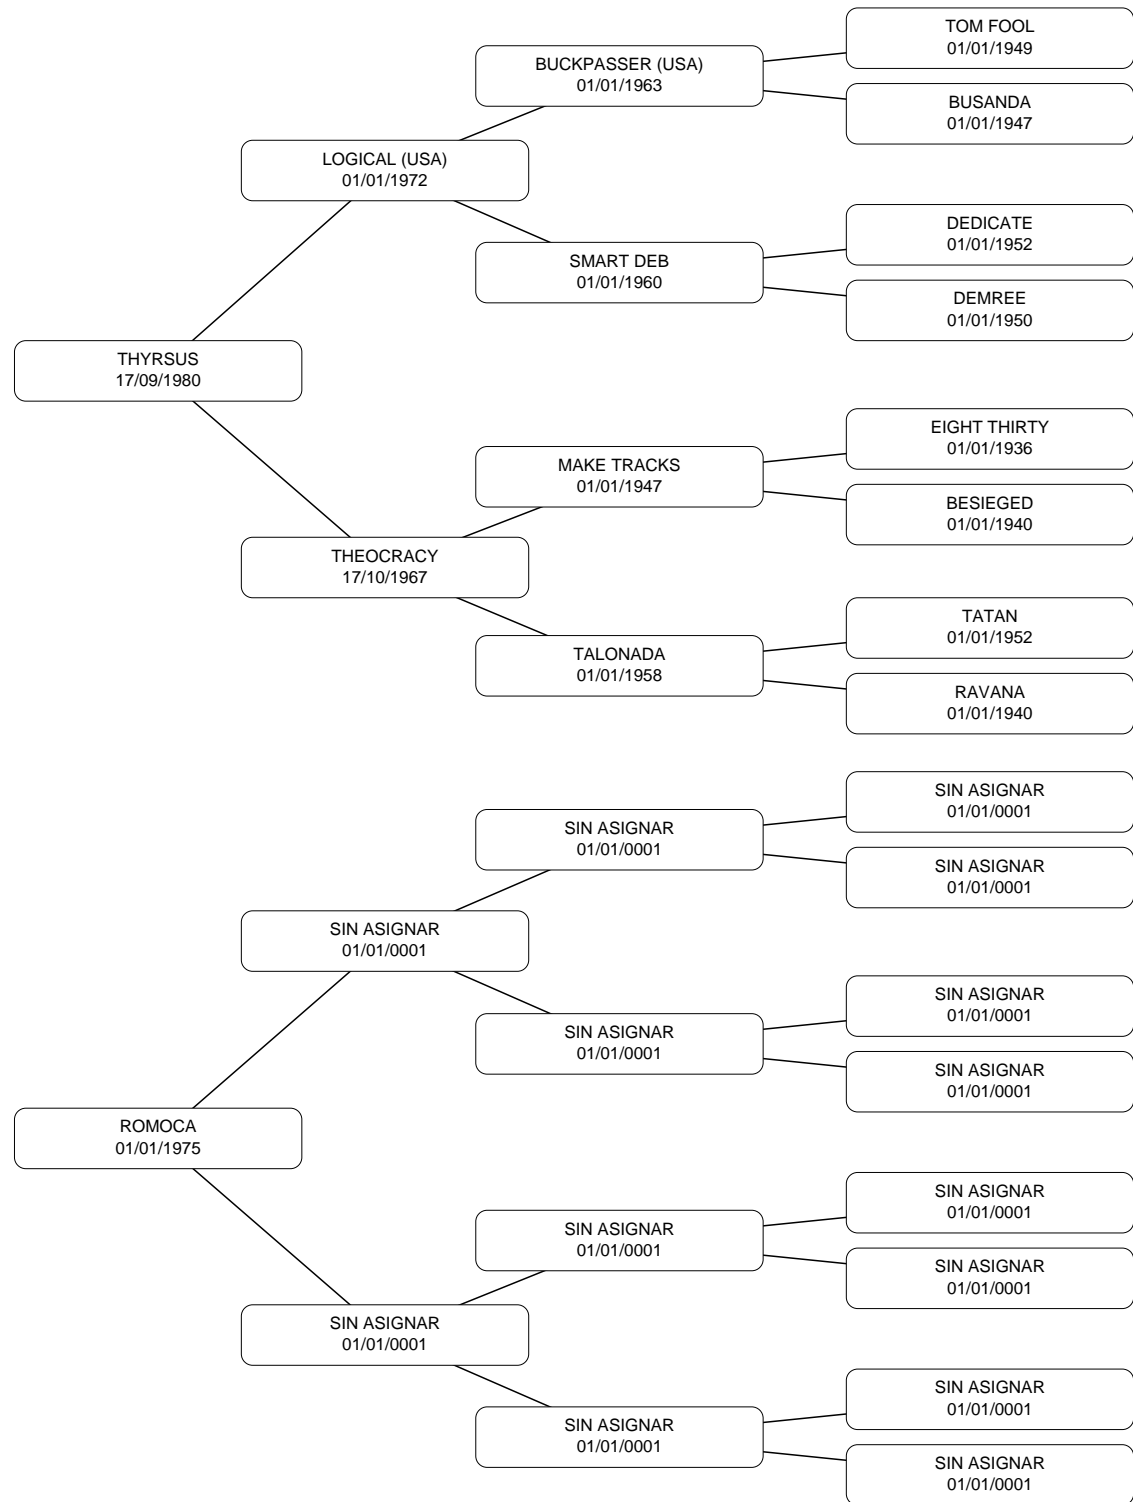 TOM FOOL
01/01/1949
BUCKPASSER (USA)
01/01/1963
BUSANDA
01/01/1947
LOGICAL (USA)
01/01/1972
DEDICATE
01/01/1952
SMART DEB
01/01/1960
DEMREE
01/01/1950
THYRSUS
17/09/1980
EIGHT THIRTY
01/01/1936
MAKE TRACKS
01/01/1947
BESIEGED
01/01/1940
THEOCRACY
17/10/1967
TATAN
01/01/1952
TALONADA
01/01/1958
RAVANA
01/01/1940
SIN ASIGNAR
01/01/0001
SIN ASIGNAR
01/01/0001
SIN ASIGNAR
01/01/0001
SIN ASIGNAR
01/01/0001
SIN ASIGNAR
01/01/0001
SIN ASIGNAR
01/01/0001
SIN ASIGNAR
01/01/0001
ROMOCA
01/01/1975
SIN ASIGNAR
01/01/0001
SIN ASIGNAR
01/01/0001
SIN ASIGNAR
01/01/0001
SIN ASIGNAR
01/01/0001
SIN ASIGNAR
01/01/0001
SIN ASIGNAR
01/01/0001
SIN ASIGNAR
01/01/0001